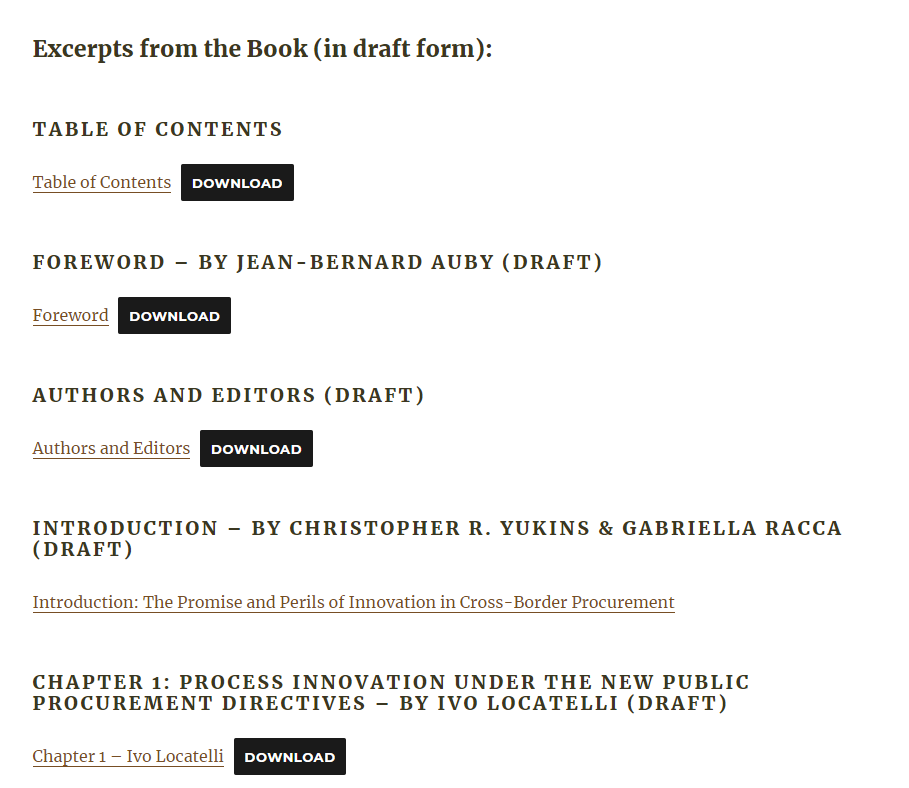 Excerpts from the Book (in draft form):
TABLE OF CONTENTS
Table of Contents DOWNLOAD
FOREWORD – BY JEAN-BERNARD AUBY (DRAFT)
Foreword DOWNLOAD
AUTHORS AND EDITORS (DRAFT)
Authors and Editors DOWNLOAD
INTRODUCTION – BY CHRISTOPHER R. YUKINS & GABRIELLA RACCA
(DRAFT)
Introduction: The Promise and Perils of Innovation in Cross-Border Procurement
CHAPTER 1: PROCESS INNOVATION UNDER THE NEW PUBLIC
PROCUREMENT DIRECTIVES – BY IVO LOCATELLI (DRAFT)
Chapter 1 – Ivo Locatelli DOWNLOAD